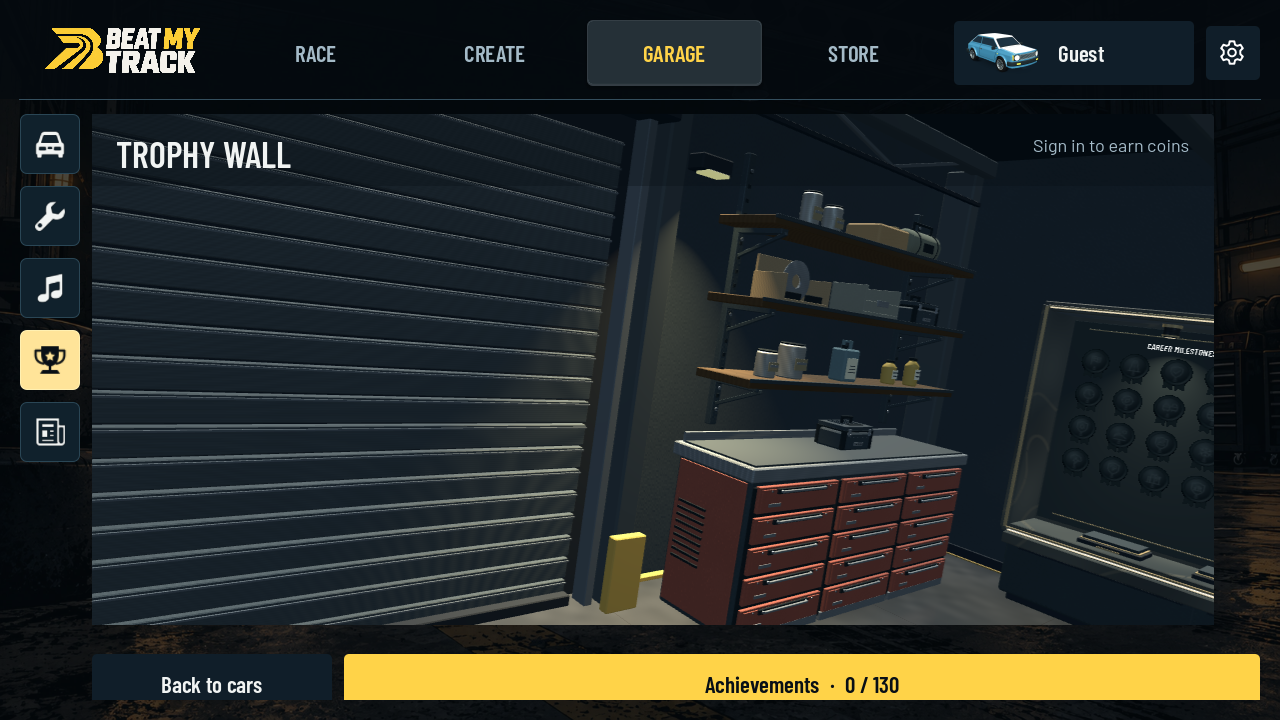 BEAT MY TRACK
RACE
CREATE
GARAGE
STORE
Guest
TROPHY WALL
Sign in to earn coins
CAREER MILESTONES
Back to cars
Achievements · 0 / 130